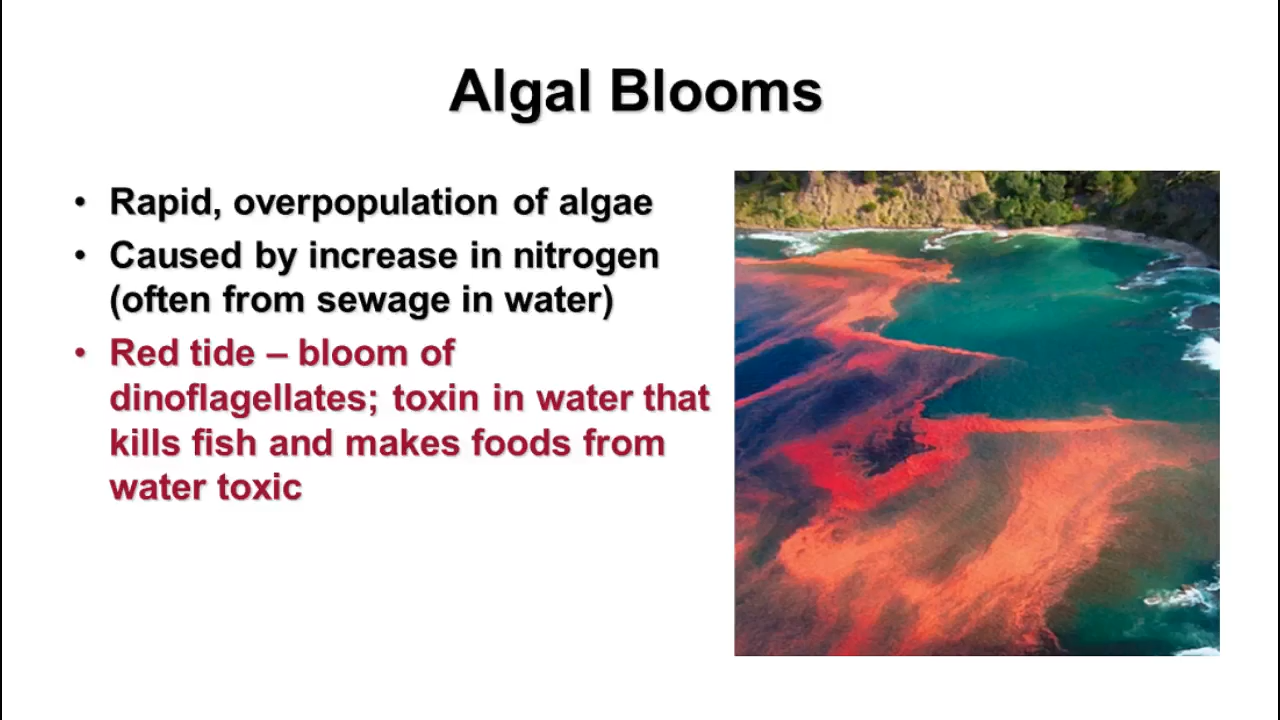 Algal Blooms
• Rapid, overpopulation of algae
• Caused by increase in nitrogen
(often from sewage in water)
• Red tide – bloom of
dinoflagellates; toxin in water that
kills fish and makes foods from
water toxic